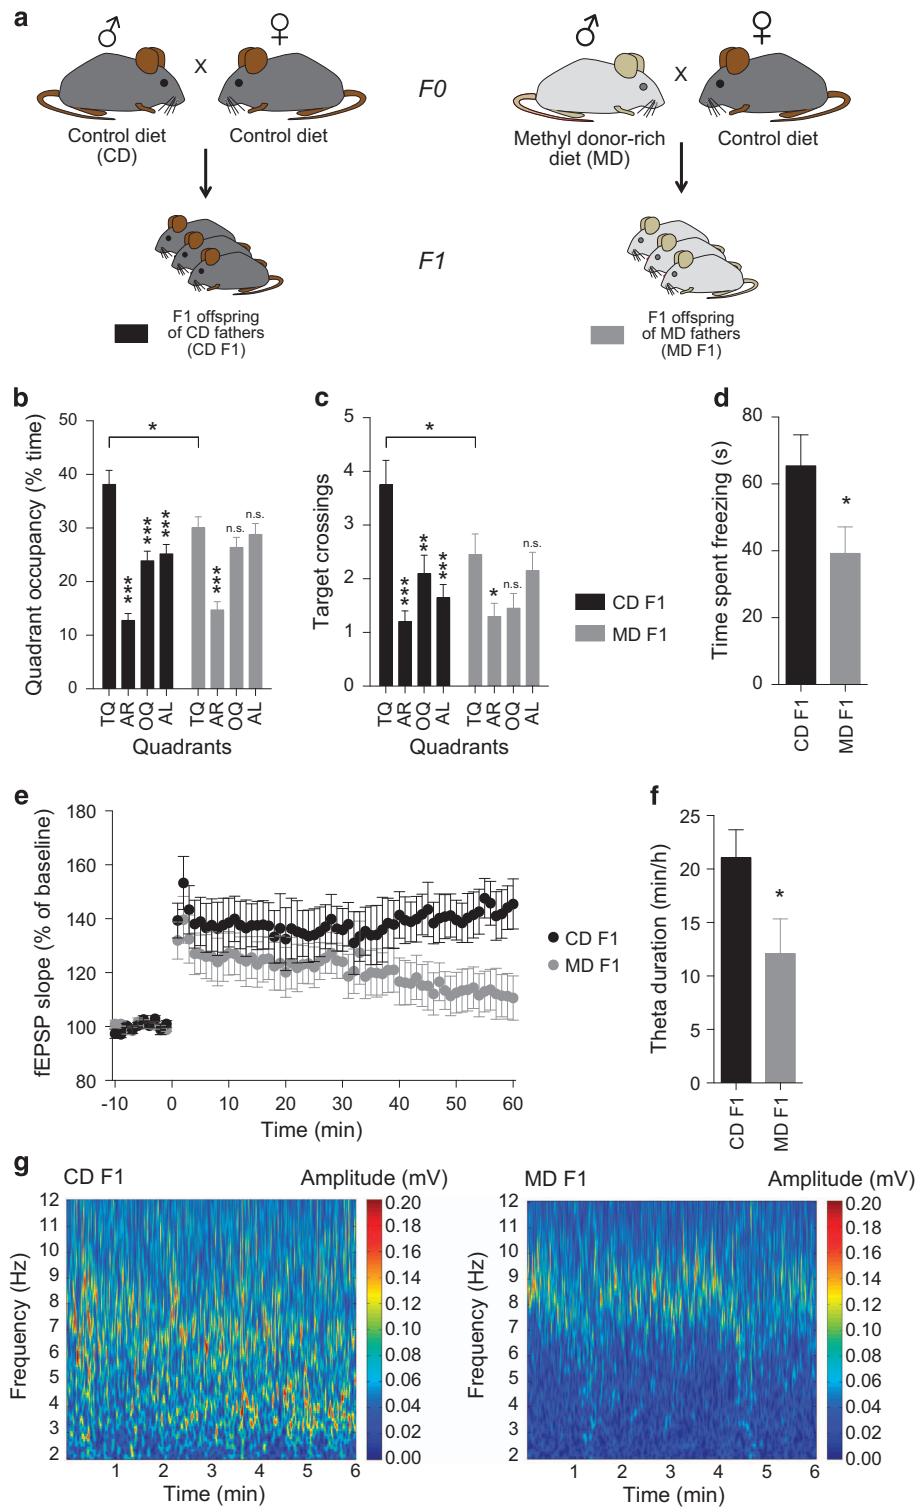 a
♂ ♀ ♂ ♀
X F0 X
Control diet
(CD)
Control diet
Methyl donor-rich
diet (MD)
Control diet
F1
F1 offspring
of CD fathers
(CD F1)
F1 offspring
of MD fathers
(MD F1)
b
Quadrant occupancy (% time)
50
40
30
20
10
0
*
***
***
***
***
n.s.
n.s.
TQ AR OQ AL TQ AR OQ AL
Quadrants
c
Target crossings
5
4
3
2
1
0
*
***
**
***
*
n.s.
n.s.
TQ AR OQ AL TQ AR OQ AL
Quadrants
CD F1
MD F1
d
Time spent freezing (s)
80
60
40
20
0
*
CD F1 MD F1
e
fEPSP slope (% of baseline)
180
160
140
120
100
80
-10 0 10 20 30 40 50 60
Time (min)
CD F1
MD F1
f
Theta duration (min/h)
25
20
15
10
5
0
*
CD F1 MD F1
g
CD F1 Amplitude (mV)
Frequency (Hz)
12
11
10
9
8
7
6
5
4
3
2
1 2 3 4 5 6
Time (min)
0.20
0.18
0.16
0.14
0.12
0.10
0.08
0.06
0.04
0.02
0.00
MD F1 Amplitude (mV)
Frequency (Hz)
12
11
10
9
8
7
6
5
4
3
2
1 2 3 4 5 6
Time (min)
0.20
0.18
0.16
0.14
0.12
0.10
0.08
0.06
0.04
0.02
0.00